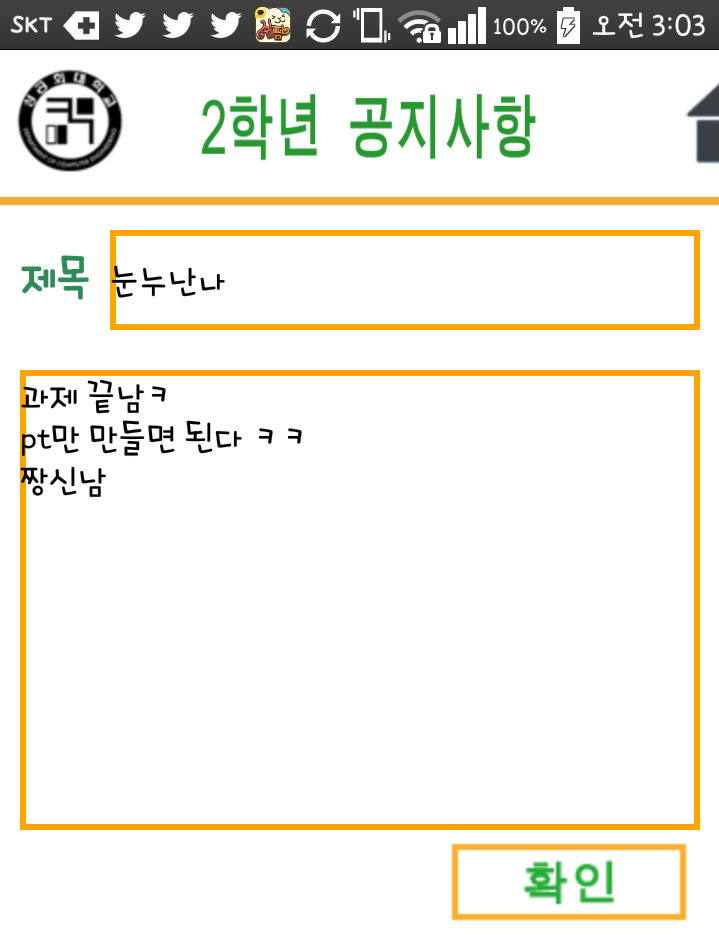 SKT 100% 오전 3:03
2학년 공지사항
제목 눈누난나
과제 끝남ㅋ
pt만 만들면 된다 ㅋㅋ
짱신남
확인